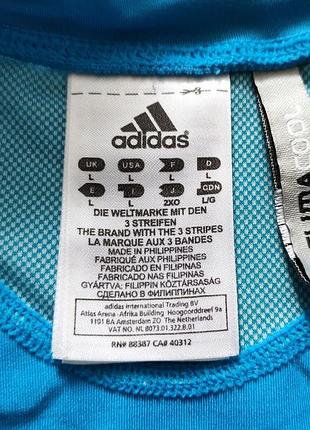 adidas
UK USA F D
L L L L
E I J CDN
L L 2XO L/G
DIE WELTMARKE MIT DEN
3 STREIFEN
THE BRAND WITH THE 3 STRIPES
LA MARQUE AUX 3 BANDES
MADE IN PHILIPPINES
FABRIQUÉ AUX PHILIPPINES
FABRICADO EN FILIPINAS
FABRICADO NAS FILIPINAS
GYÁRTVA: FILIPPIN KÖZTÁRSASÁG
СДЕЛАНО В ФИЛИППИНАХ
adidas International Trading BV
Atlas Arena -Afrika Building Hoogoorddreef 9a
1101 BA Amsterdam ZO The Netherlands
VAT NO. NL 8073.01.322.B.01
RN# 88387 CA# 40312
CLIMACOOL